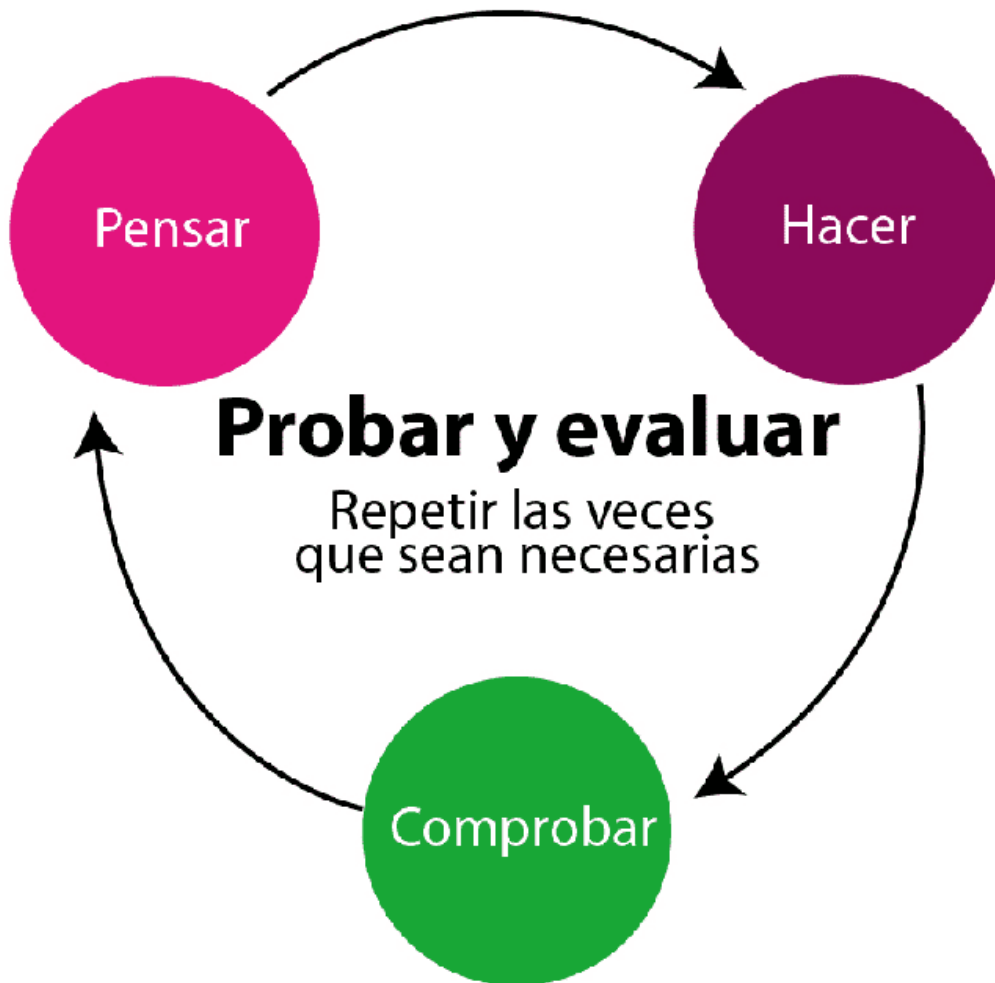 Pensar
Hacer
Probar y evaluar
Repetir las veces
que sean necesarias
Comprobar